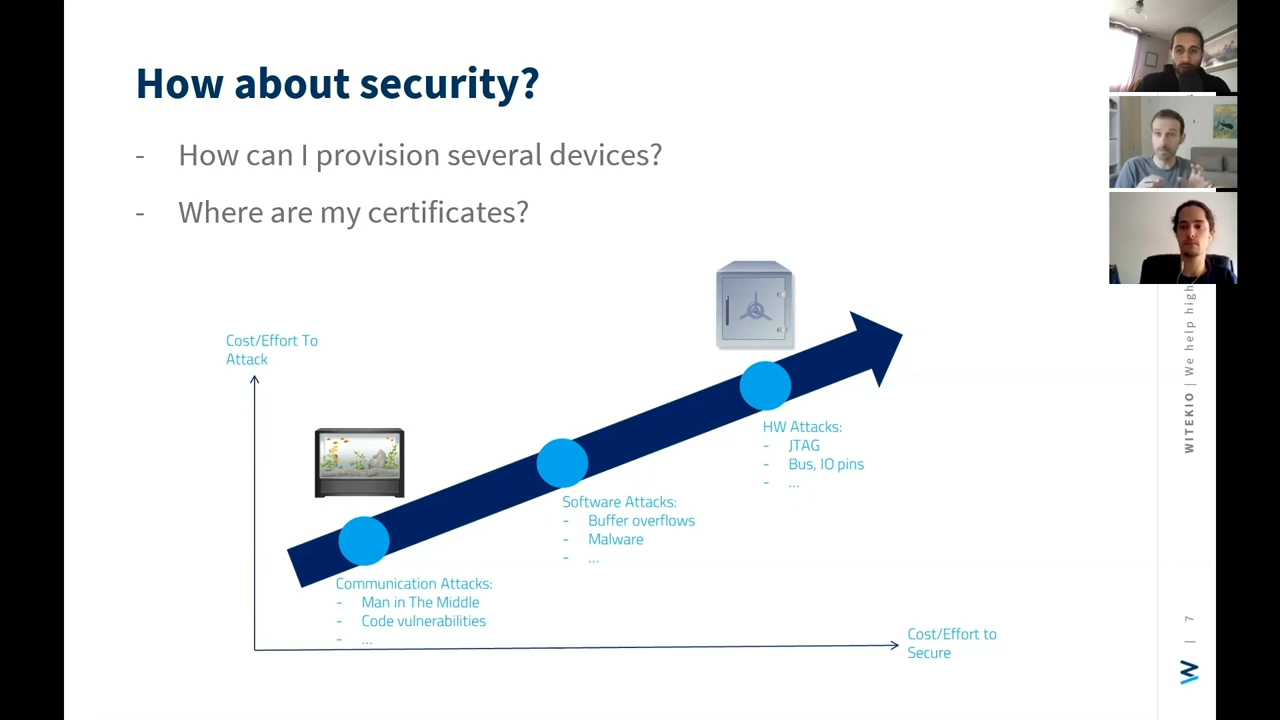 How about security?
- How can I provision several devices?
- Where are my certificates?
Cost/Effort To
Attack
HW Attacks:
- JTAG
- Bus, IO pins
- ...
Software Attacks:
- Buffer overflows
- Malware
- ...
Communication Attacks:
- Man in The Middle
- Code vulnerabilities
- ...
Cost/Effort to
Secure
WITEKIO | We help
| 7
W